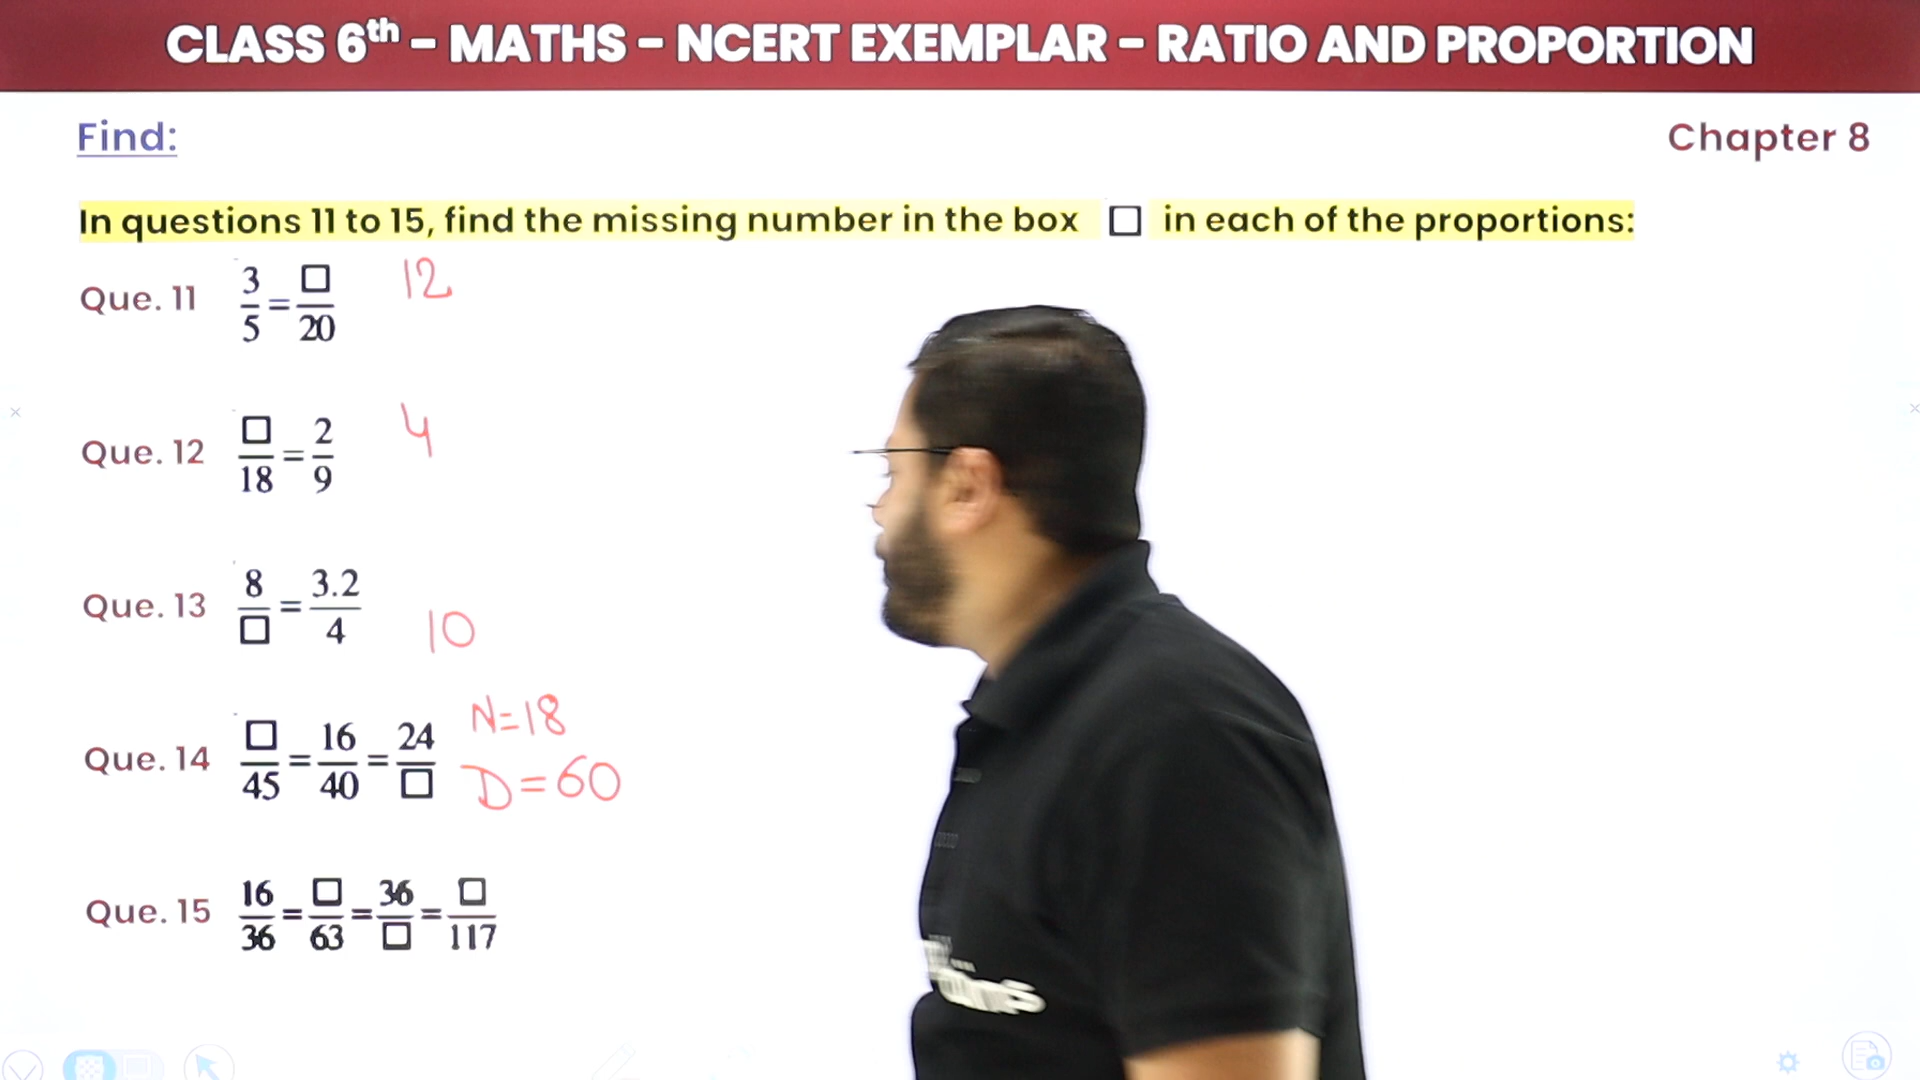 CLASS 6th - MATHS - NCERT EXEMPLAR - RATIO AND PROPORTION
Find:
Chapter 8
In questions 11 to 15, find the missing number in the box □ in each of the proportions:
Que. 11 3/5 = □/20 12
Que. 12 □/18 = 2/9 4
Que. 13 8/□ = 3.2/4 10
Que. 14 □/45 = 16/40 = 24/□ N=18
D=60
Que. 15 16/36 = □/63 = 36/□ = □/117